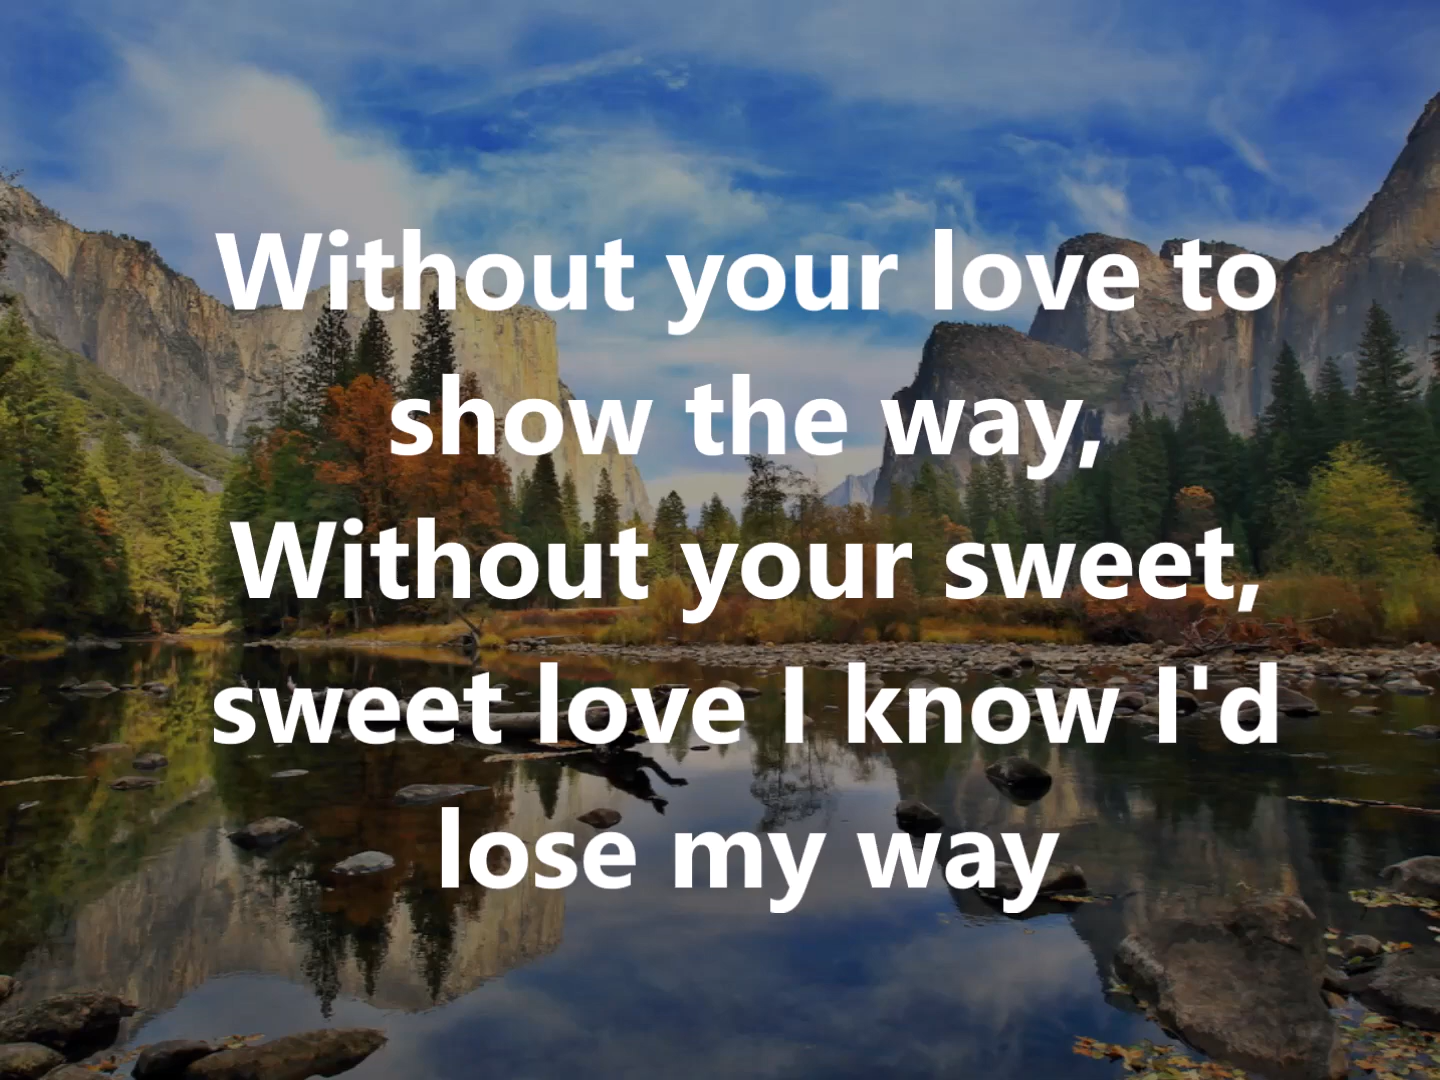 Without your love to
show the way,
Without your sweet,
sweet love I know I'd
lose my way